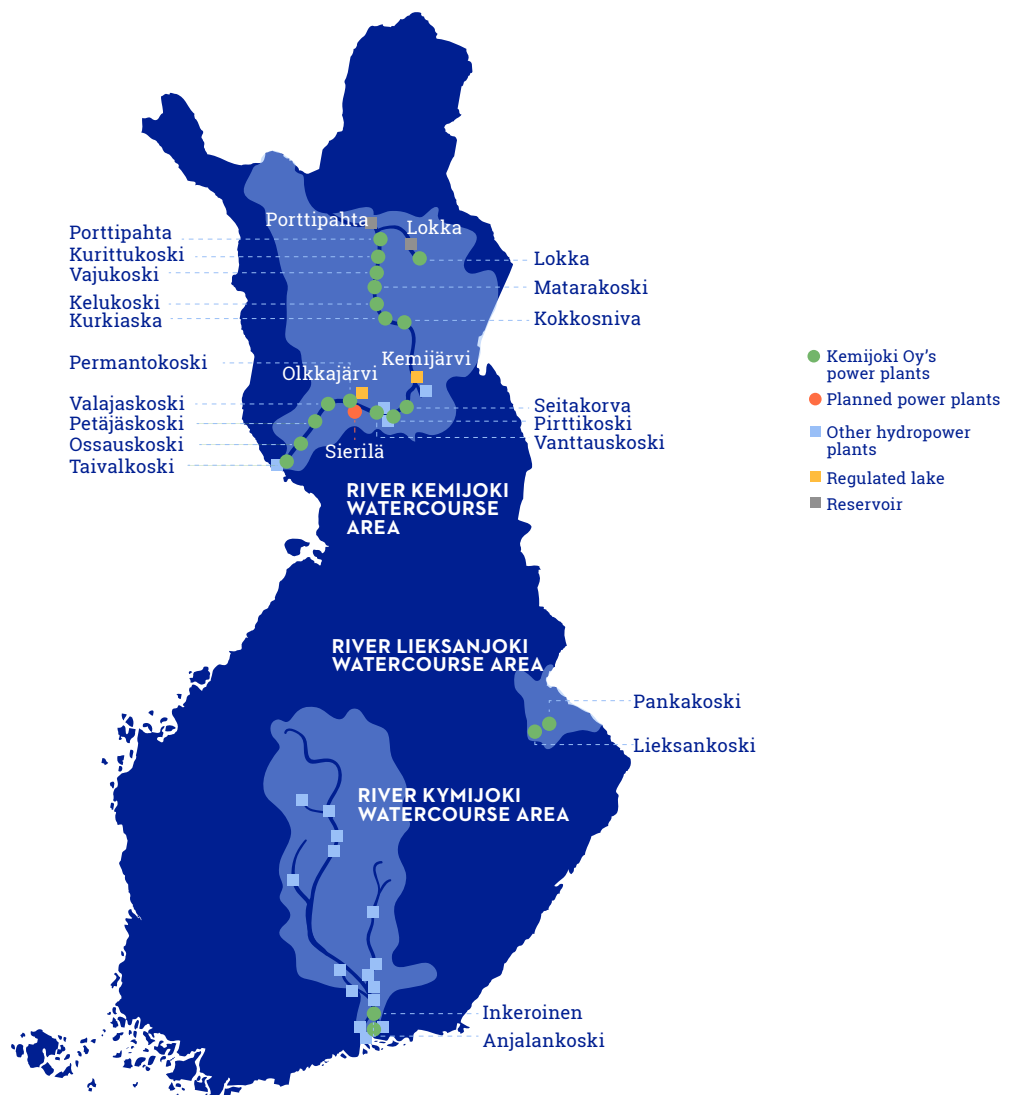 Porttipahta
Lokka
Porttipahta
Kurittukoski
Vajukoski
Kelukoski
Kurkiaska
Permantokoski
Valajaskoski
Petäjäskoski
Ossauskoski
Taivalkoski
Lokka
Matarakoski
Kokkosniva
Kemijärvi
Olkkajärvi
Seitakorva
Pirttikoski
Vanttauskoski
Sierilä
RIVER KEMIJOKI
WATERCOURSE
AREA
Kemijoki Oy's
power plants
Planned power plants
Other hydropower
plants
Regulated lake
Reservoir
RIVER LIEKSANJOKI
WATERCOURSE AREA
Pankakoski
Lieksankoski
RIVER KYMIJOKI
WATERCOURSE AREA
Inkeroinen
Anjalankoski